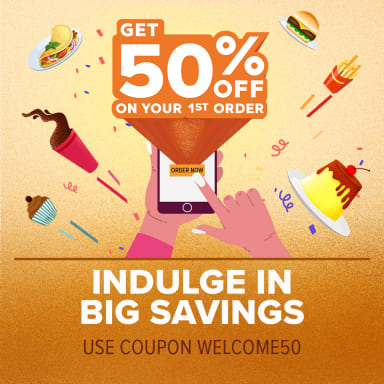 GET
50% OFF
ON YOUR 1ST ORDER
ORDER NOW
INDULGE IN
BIG SAVINGS
USE COUPON WELCOME50